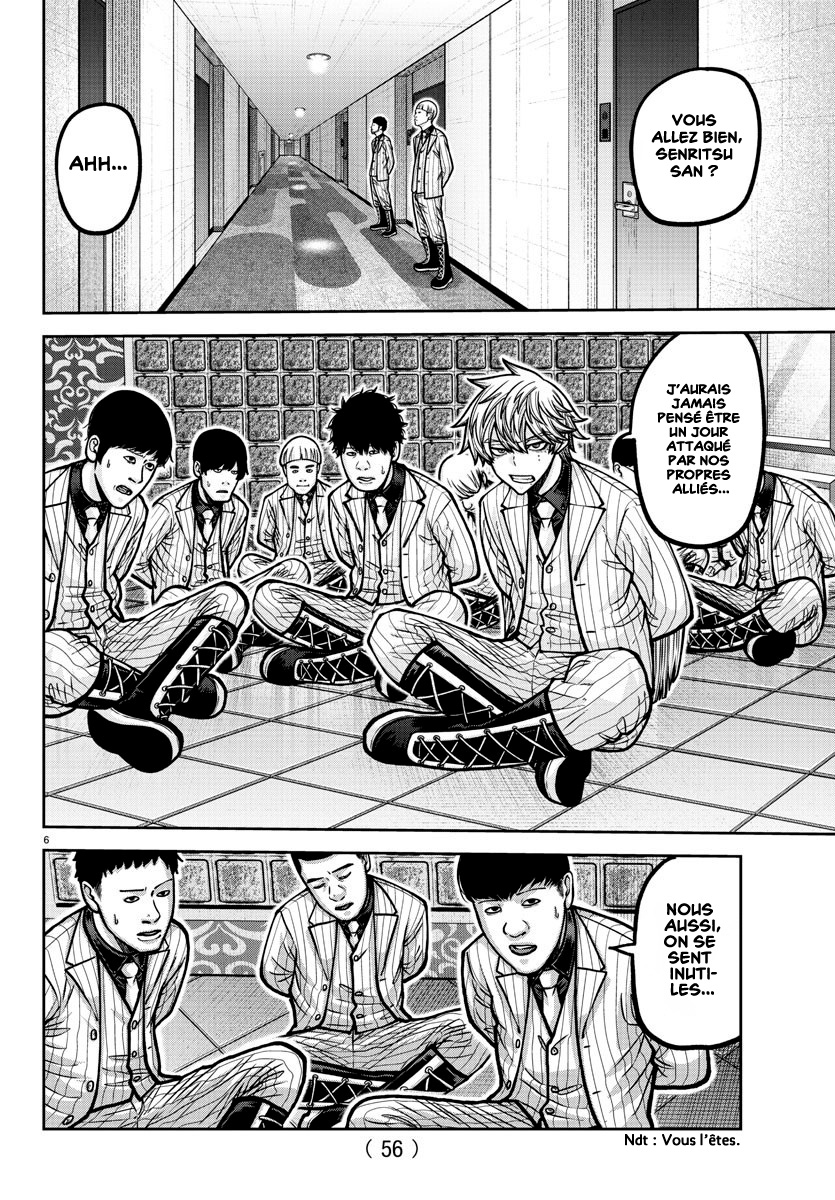 VOUS
ALLEZ BIEN,
SENRITSU
SAN ?
AHH...
J'AURAIS
JAMAIS
PENSÉ ÊTRE
UN JOUR
ATTAQUÉ
PAR NOS
PROPRES
ALLIÉS...
6
NOUS
AUSSI,
ON SE
SENT
INUTI-
LES...
Ndt : Vous l'êtes.
( 56 )